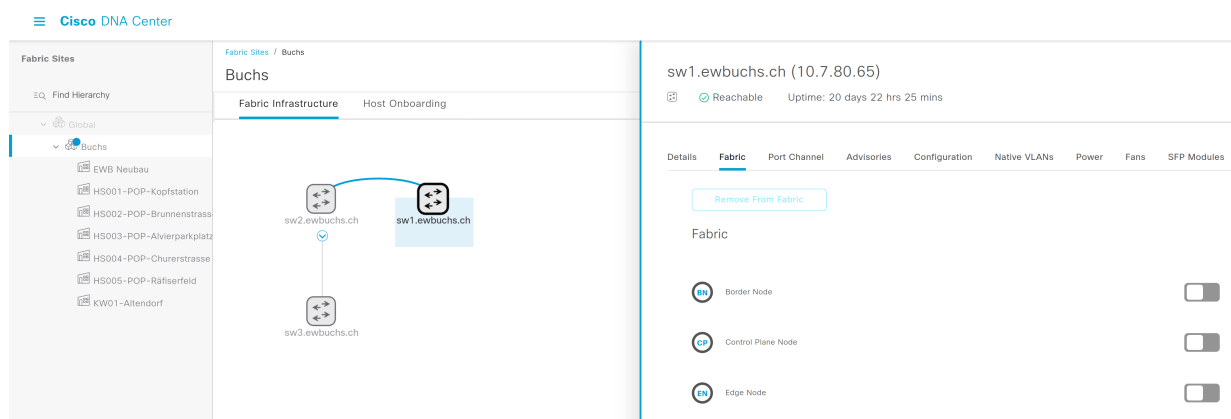 Cisco DNA Center
Fabric Sites
Find Hierarchy
Global
Buchs
EWB Neubau
HS001-POP-Kopfstation
HS002-POP-Brunnenstrass
HS003-POP-Alvierparkplatz
HS004-POP-Churerstrasse
HS005-POP-Räfiserfeld
KW01-Altendorf
Fabric Sites / Buchs
Buchs
Fabric Infrastructure Host Onboarding
sw2.ewbuchs.ch sw1.ewbuchs.ch
sw3.ewbuchs.ch
sw1.ewbuchs.ch (10.7.80.65)
Reachable Uptime: 20 days 22 hrs 25 mins
Details Fabric Port Channel Advisories Configuration Native VLANs Power Fans SFP Modules
Remove From Fabric
Fabric
BN Border Node
CP Control Plane Node
EN Edge Node